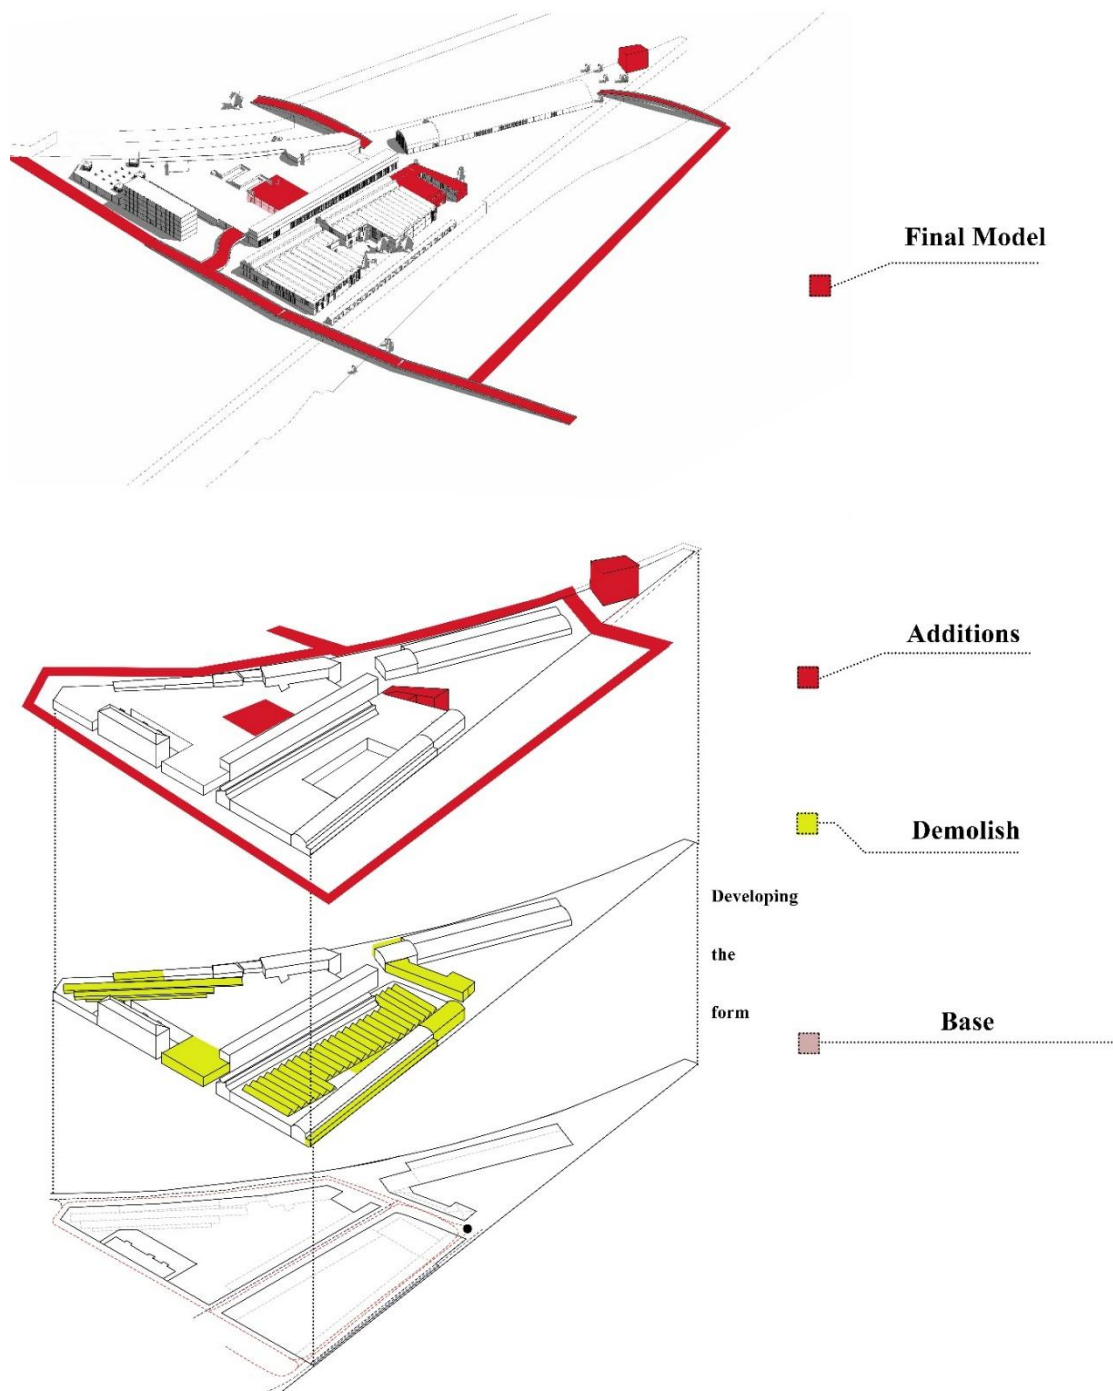 Final Model
Additions
Demolish
Developing
the
form
Base